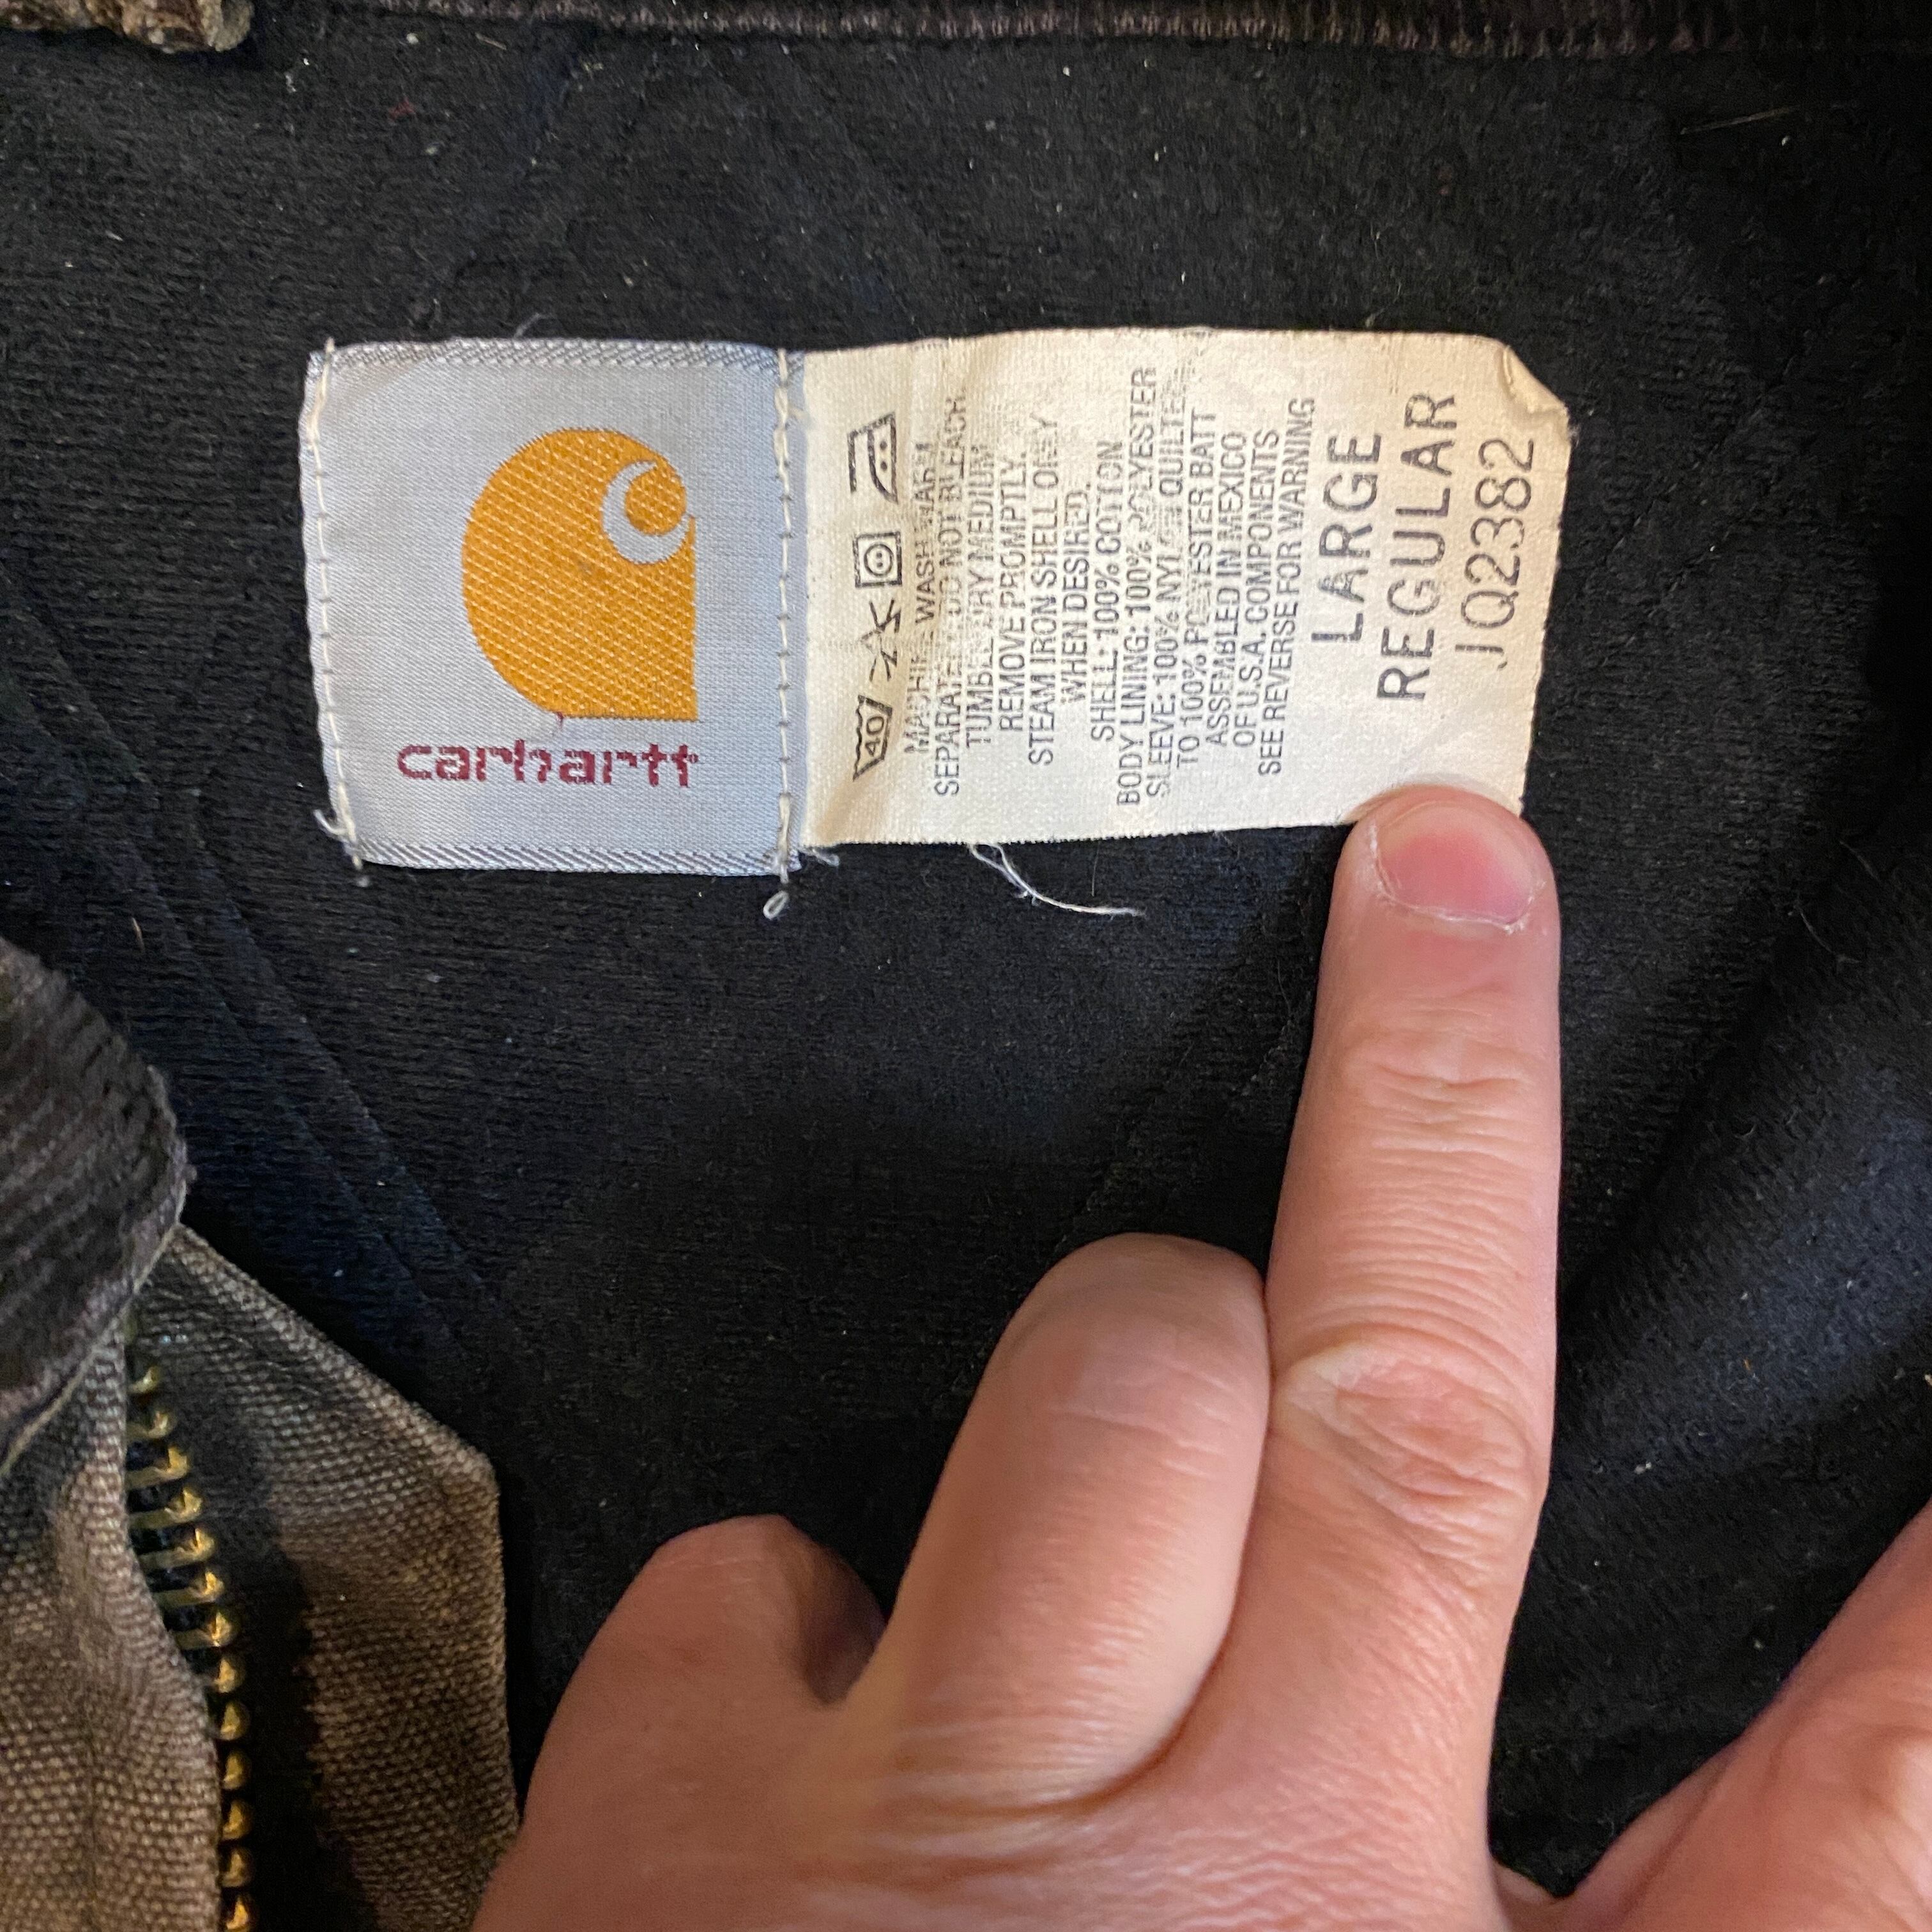 carhartt
40
MACHINE WASH WARM
SEPARATELY DO NOT BLEACH.
TUMBLE DRY MEDIUM
REMOVE PROMPTLY.
STEAM IRON SHELL ONLY
WHEN DESIRED.
SHELL: 100% COTTON
BODY LINING: 100% POLYESTER
SLEEVE: 100% NYLON QUILTED
TO 100% POLYESTER BATT
ASSEMBLED IN MEXICO
OF U.S.A. COMPONENTS
SEE REVERSE FOR WARNING
LARGE
REGULAR
JQ2382